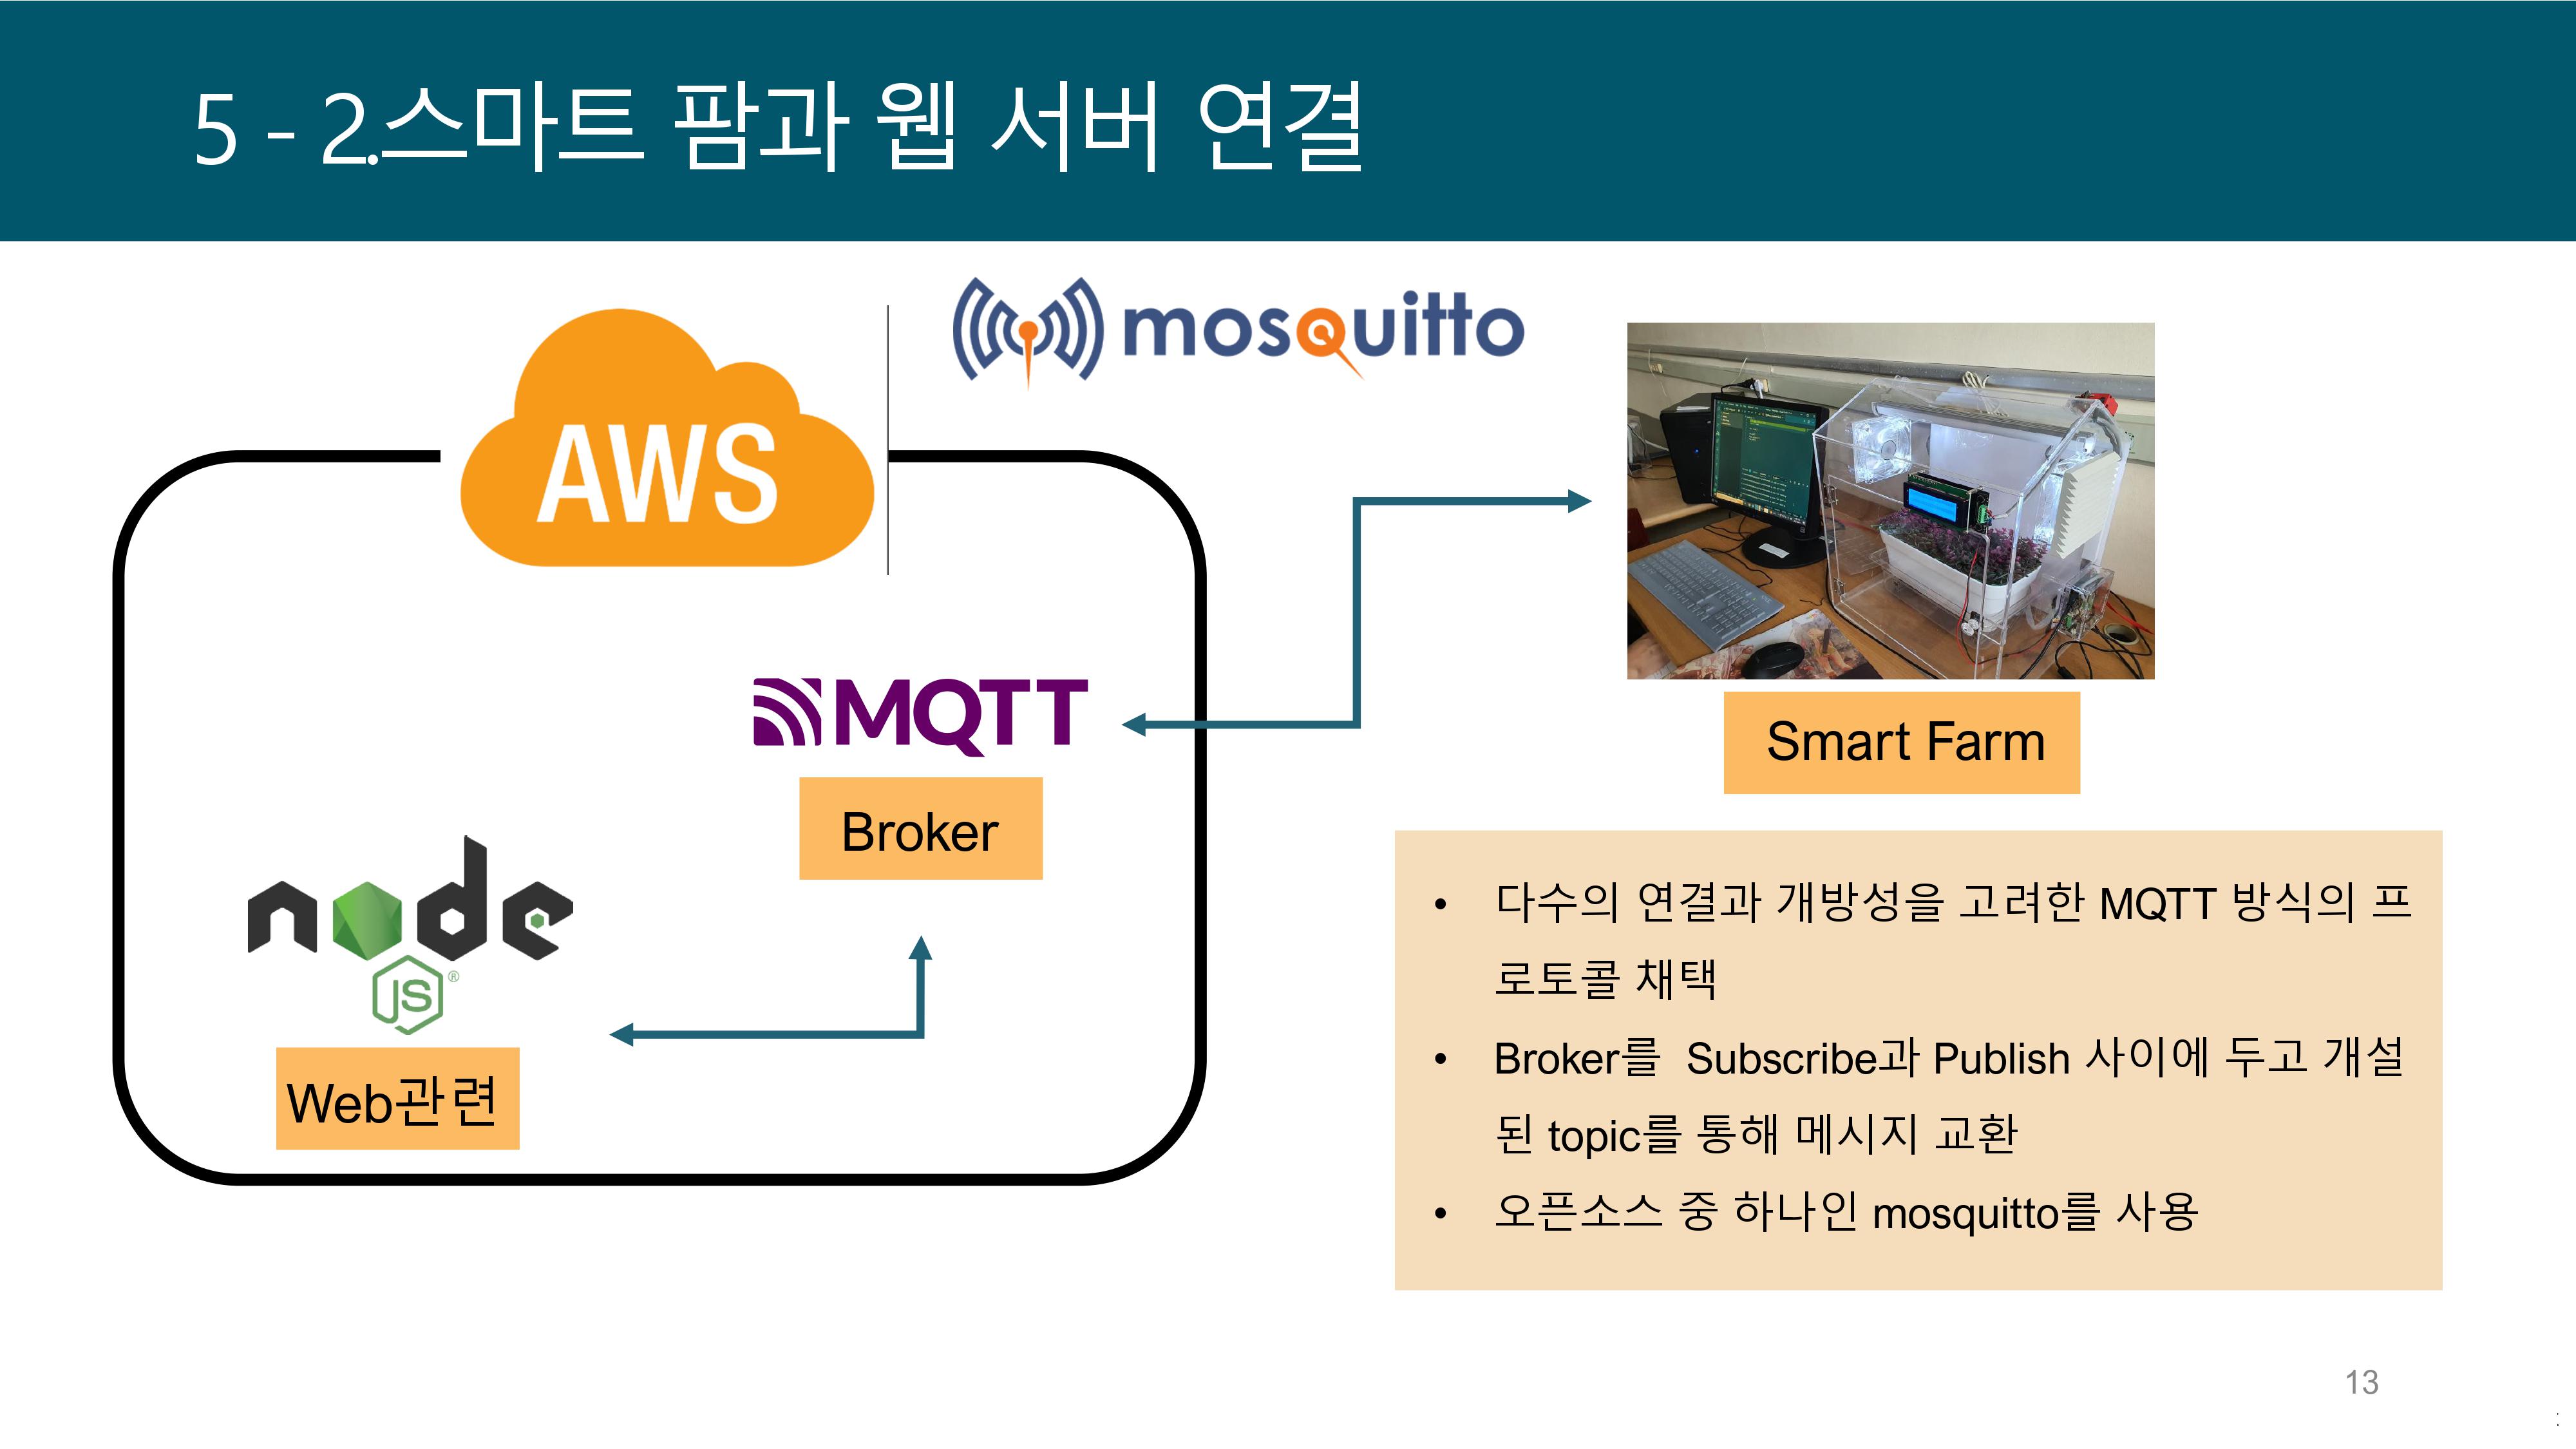 5 - 2.스마트 팜과 웹 서버 연결
mosquitto
AWS
MQTT
Smart Farm
Broker
node
JS®
Web관련
• 다수의 연결과 개방성을 고려한 MQTT 방식의 프
로토콜 채택
• Broker를 Subscribe과 Publish 사이에 두고 개설
된 topic를 통해 메시지 교환
• 오픈소스 중 하나인 mosquitto를 사용
13